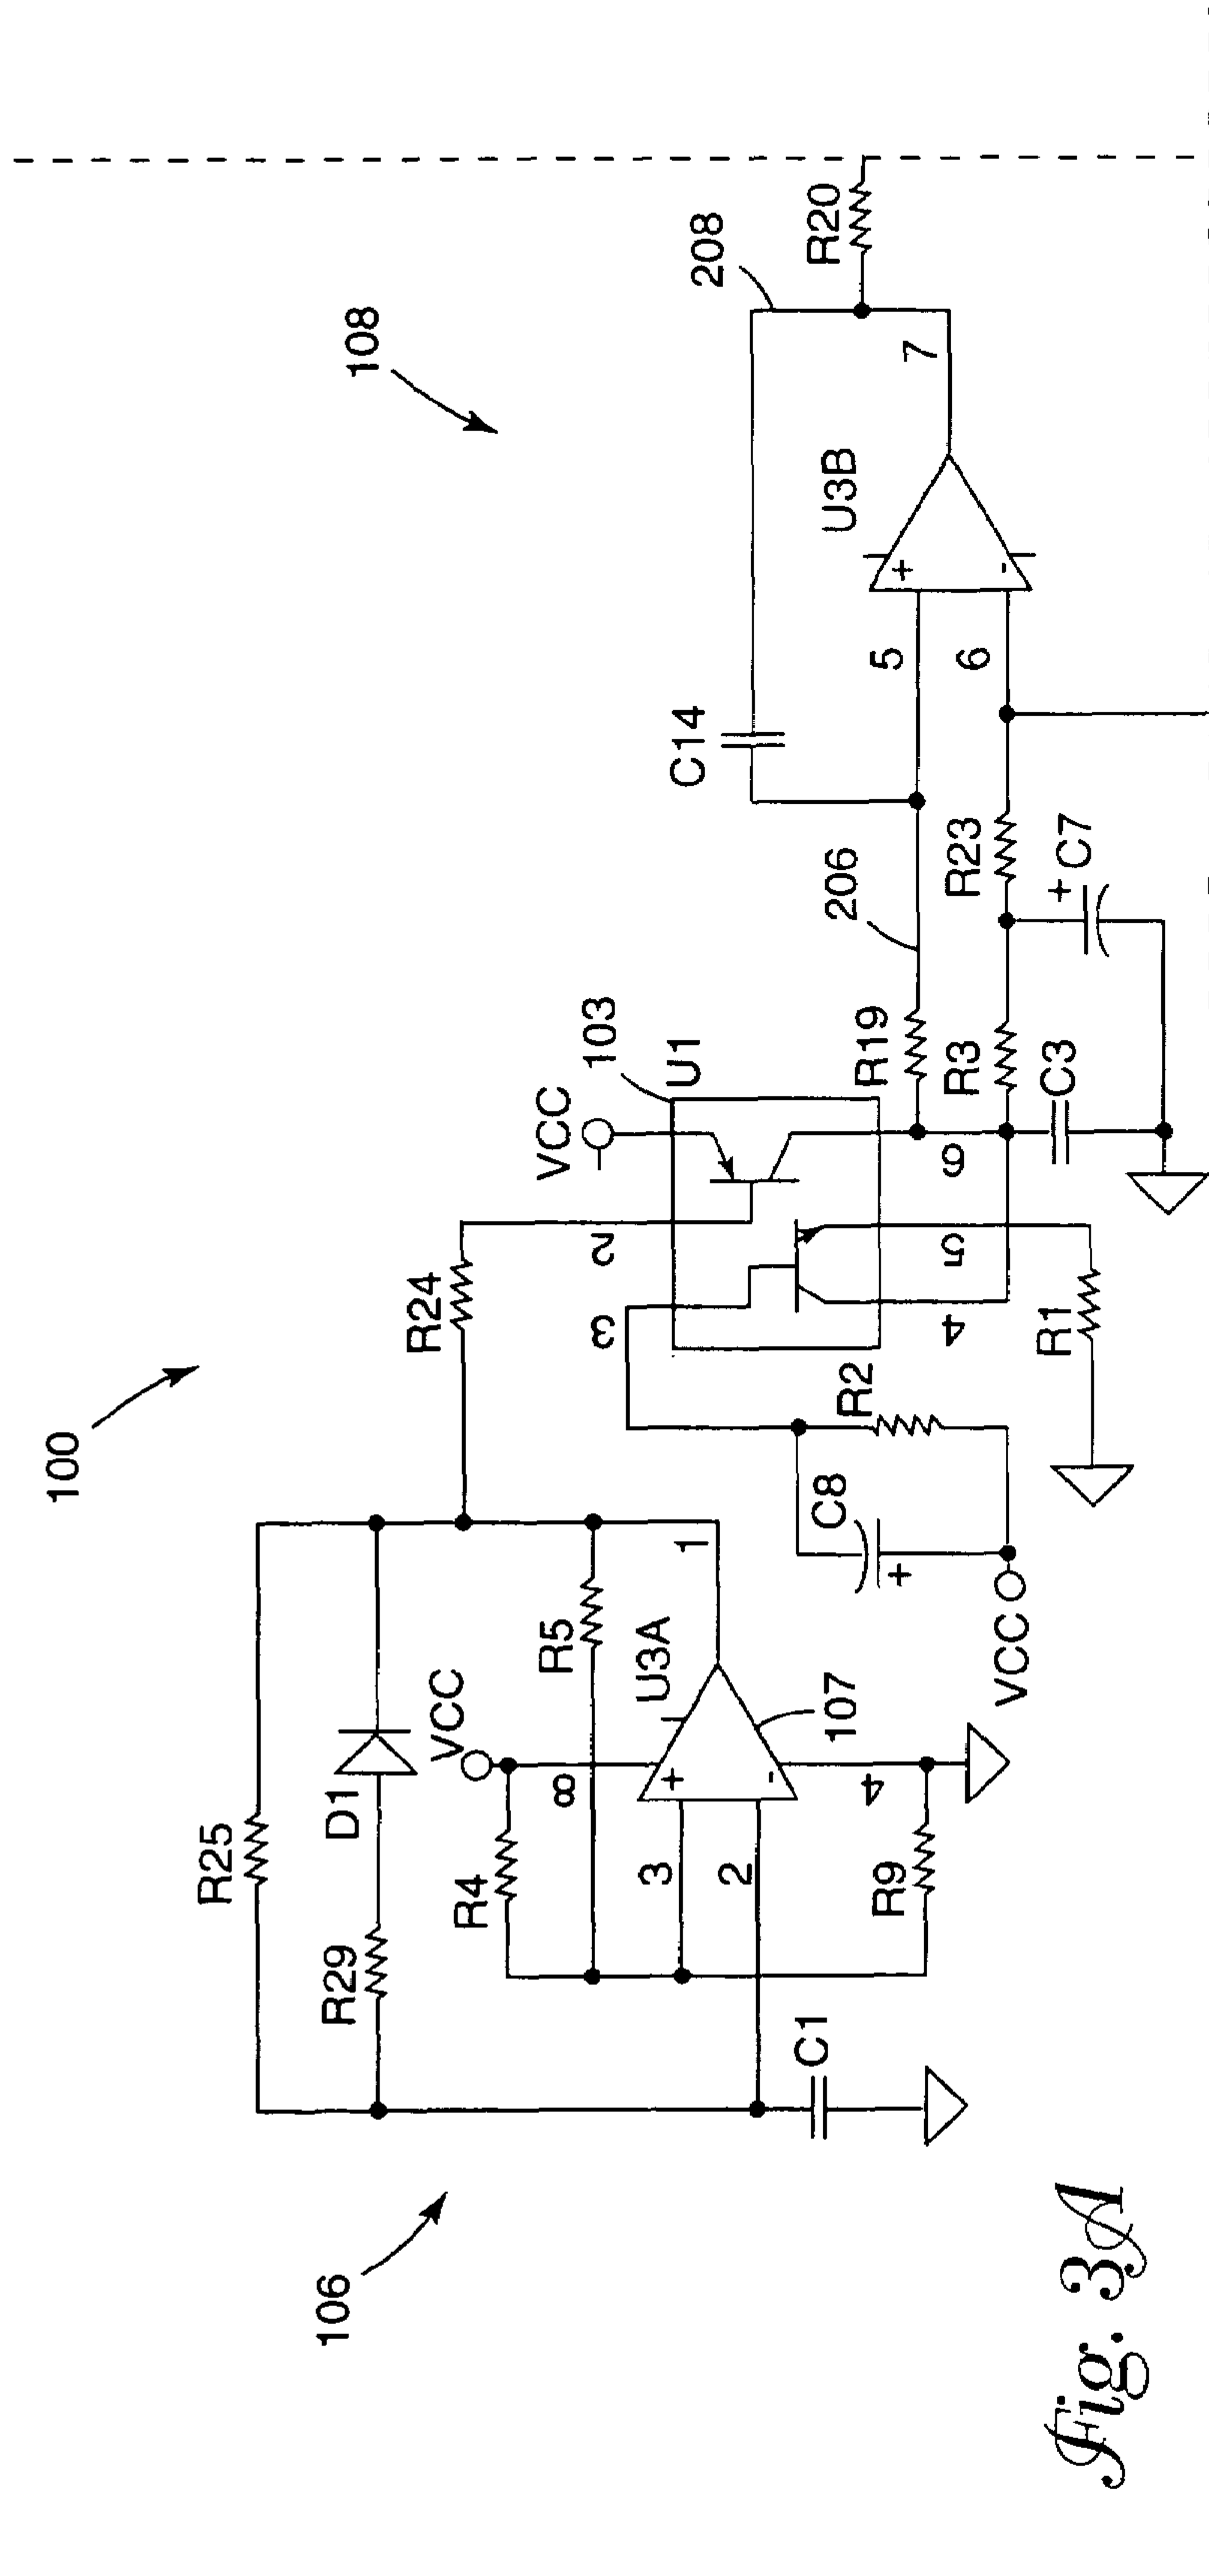 100
108
106
R25
D1
R29
VCC
R4
8
R5
U3A
3
2
1
4
107
R9
C1
R24
VCC
103
U1
2
3
6
5
4
C8
R2
VCC
R1
R19
R3
C3
206
R23
+
C7
C14
208
5
6
U3B
+
-
7
R20
+
-
+
Fig. 3A